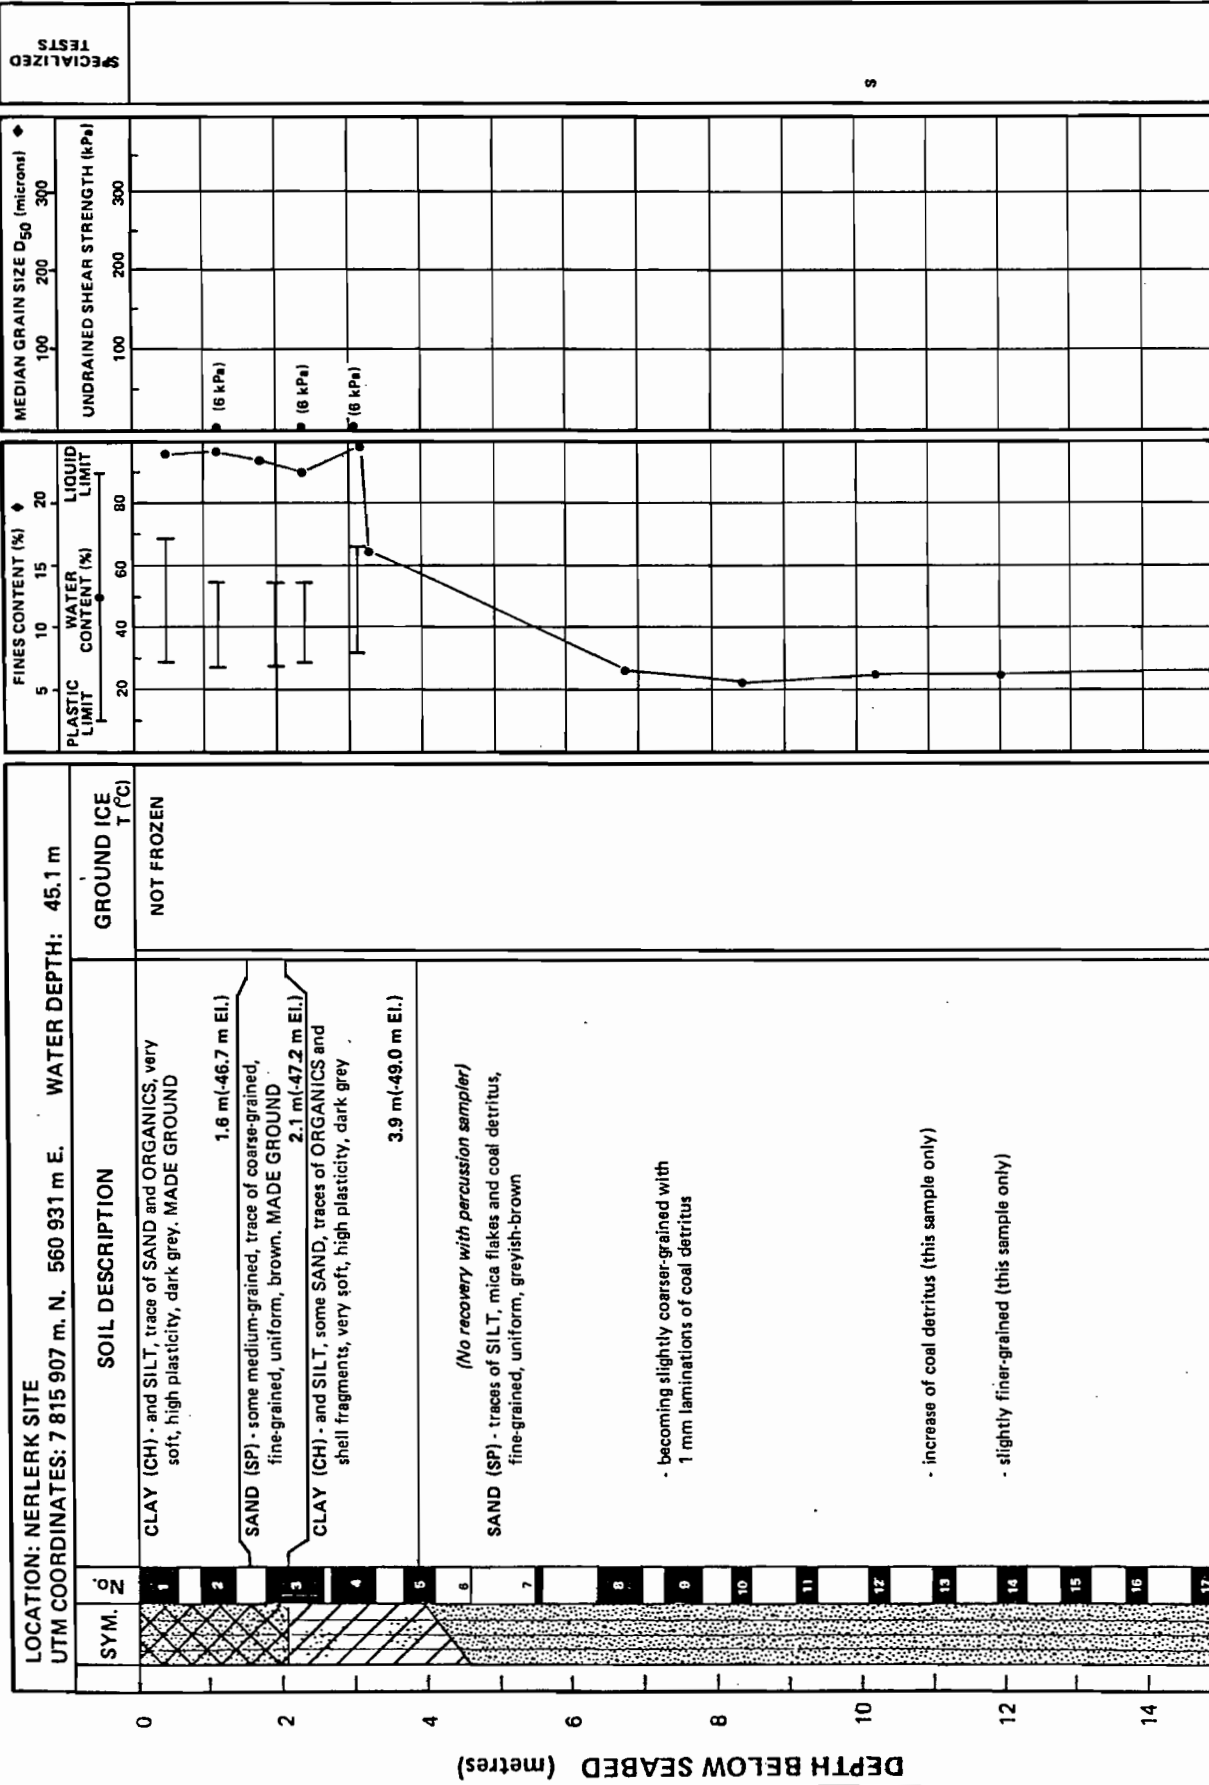 LOCATION: NERLERK SITE
UTM COORDINATES: 7 815 907 m. N. 560 931 m E. WATER DEPTH: 45.1 m
SYM.
No.
SOIL DESCRIPTION
GROUND ICE
T (°C)
FINES CONTENT (%) ◆
5 10 15 20
PLASTIC LIMIT
WATER CONTENT (%)
LIQUID LIMIT
20 40 60 80
MEDIAN GRAIN SIZE D50 (microns) ◆
100 200 300
UNDRAINED SHEAR STRENGTH (kPa)
100 200 300
SPECIALIZED
TESTS
DEPTH BELOW SEABED (metres)
0
2
4
6
8
10
12
14
1
2
3
4
5
6
7
8
9
10
11
12
13
14
15
16
17
CLAY (CH) - and SILT, trace of SAND and ORGANICS, very
soft, high plasticity, dark grey. MADE GROUND
1.6 m(-46.7 m El.)
SAND (SP) - some medium-grained, trace of coarse-grained,
fine-grained, uniform, brown. MADE GROUND
2.1 m(-47.2 m El.)
CLAY (CH) - and SILT, some SAND, traces of ORGANICS and
shell fragments, very soft, high plasticity, dark grey
3.9 m(-49.0 m El.)
(No recovery with percussion sampler)
SAND (SP) - traces of SILT, mica flakes and coal detritus,
fine-grained, uniform, greyish-brown
- becoming slightly coarser-grained with
1 mm laminations of coal detritus
- increase of coal detritus (this sample only)
- slightly finer-grained (this sample only)
NOT FROZEN
(6 kPa)
(6 kPa)
(6 kPa)
S